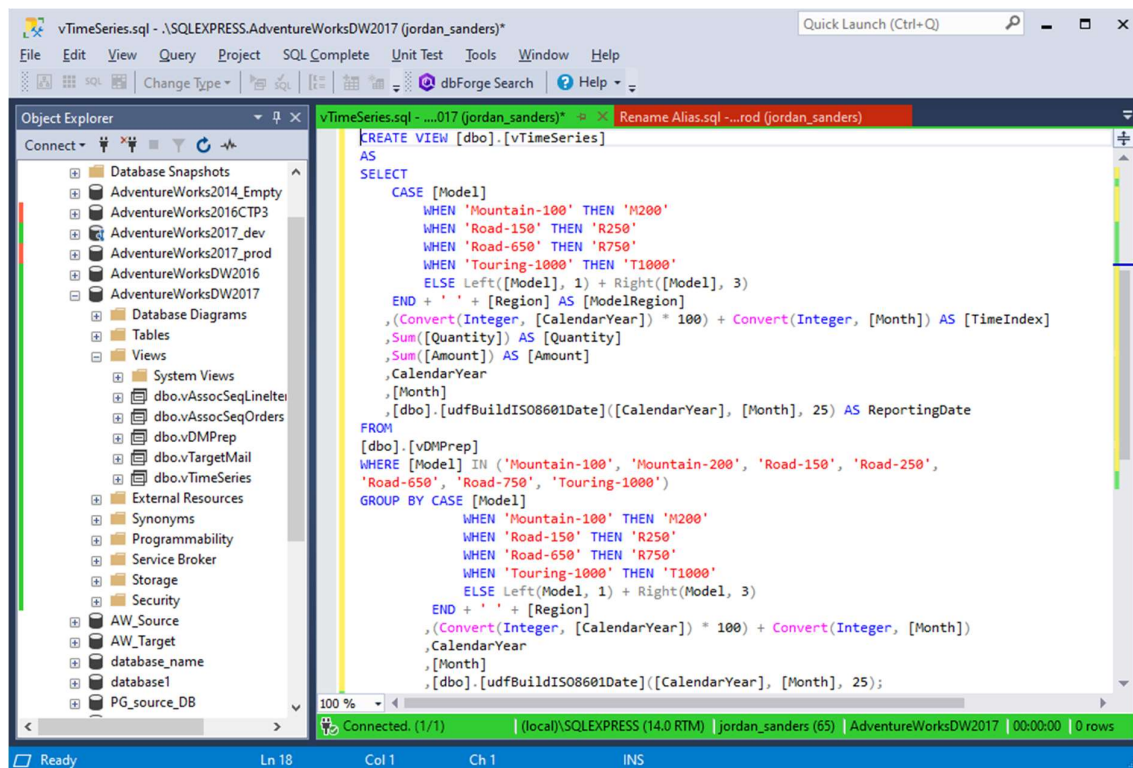 vTimeSeries.sql - .\SQLEXPRESS.AdventureWorksDW2017 (jordan_sanders)*
Quick Launch (Ctrl+Q)
File Edit View Query Project SQL Complete Unit Test Tools Window Help
SQL Change Type dbForge Search Help
Object Explorer
Connect
Database Snapshots
AdventureWorks2014_Empty
AdventureWorks2016CTP3
AdventureWorks2017_dev
AdventureWorks2017_prod
AdventureWorksDW2016
AdventureWorksDW2017
Database Diagrams
Tables
Views
System Views
dbo.vAssocSeqLineIter
dbo.vAssocSeqOrders
dbo.vDMPrep
dbo.vTargetMail
dbo.vTimeSeries
External Resources
Synonyms
Programmability
Service Broker
Storage
Security
AW_Source
AW_Target
database_name
database1
PG_source_DB
vTimeSeries.sql - ....017 (jordan_sanders)* Rename Alias.sql -...rod (jordan_sanders)
CREATE VIEW [dbo].[vTimeSeries]
AS
SELECT
CASE [Model]
WHEN 'Mountain-100' THEN 'M200'
WHEN 'Road-150' THEN 'R250'
WHEN 'Road-650' THEN 'R750'
WHEN 'Touring-1000' THEN 'T1000'
ELSE Left([Model], 1) + Right([Model], 3)
END + ' ' + [Region] AS [ModelRegion]
,(Convert(Integer, [CalendarYear]) * 100) + Convert(Integer, [Month]) AS [TimeIndex]
,Sum([Quantity]) AS [Quantity]
,Sum([Amount]) AS [Amount]
,CalendarYear
,[Month]
,[dbo].[udfBuildISO8601Date]([CalendarYear], [Month], 25) AS ReportingDate
FROM
[dbo].[vDMPrep]
WHERE [Model] IN ('Mountain-100', 'Mountain-200', 'Road-150', 'Road-250',
'Road-650', 'Road-750', 'Touring-1000')
GROUP BY CASE [Model]
WHEN 'Mountain-100' THEN 'M200'
WHEN 'Road-150' THEN 'R250'
WHEN 'Road-650' THEN 'R750'
WHEN 'Touring-1000' THEN 'T1000'
ELSE Left(Model, 1) + Right(Model, 3)
END + ' ' + [Region]
,(Convert(Integer, [CalendarYear]) * 100) + Convert(Integer, [Month])
,CalendarYear
,[Month]
,[dbo].[udfBuildISO8601Date]([CalendarYear], [Month], 25);
100 %
Connected. (1/1) (local)\SQLEXPRESS (14.0 RTM) jordan_sanders (65) AdventureWorksDW2017 00:00:00 0 rows
Ready Ln 18 Col 1 Ch 1 INS